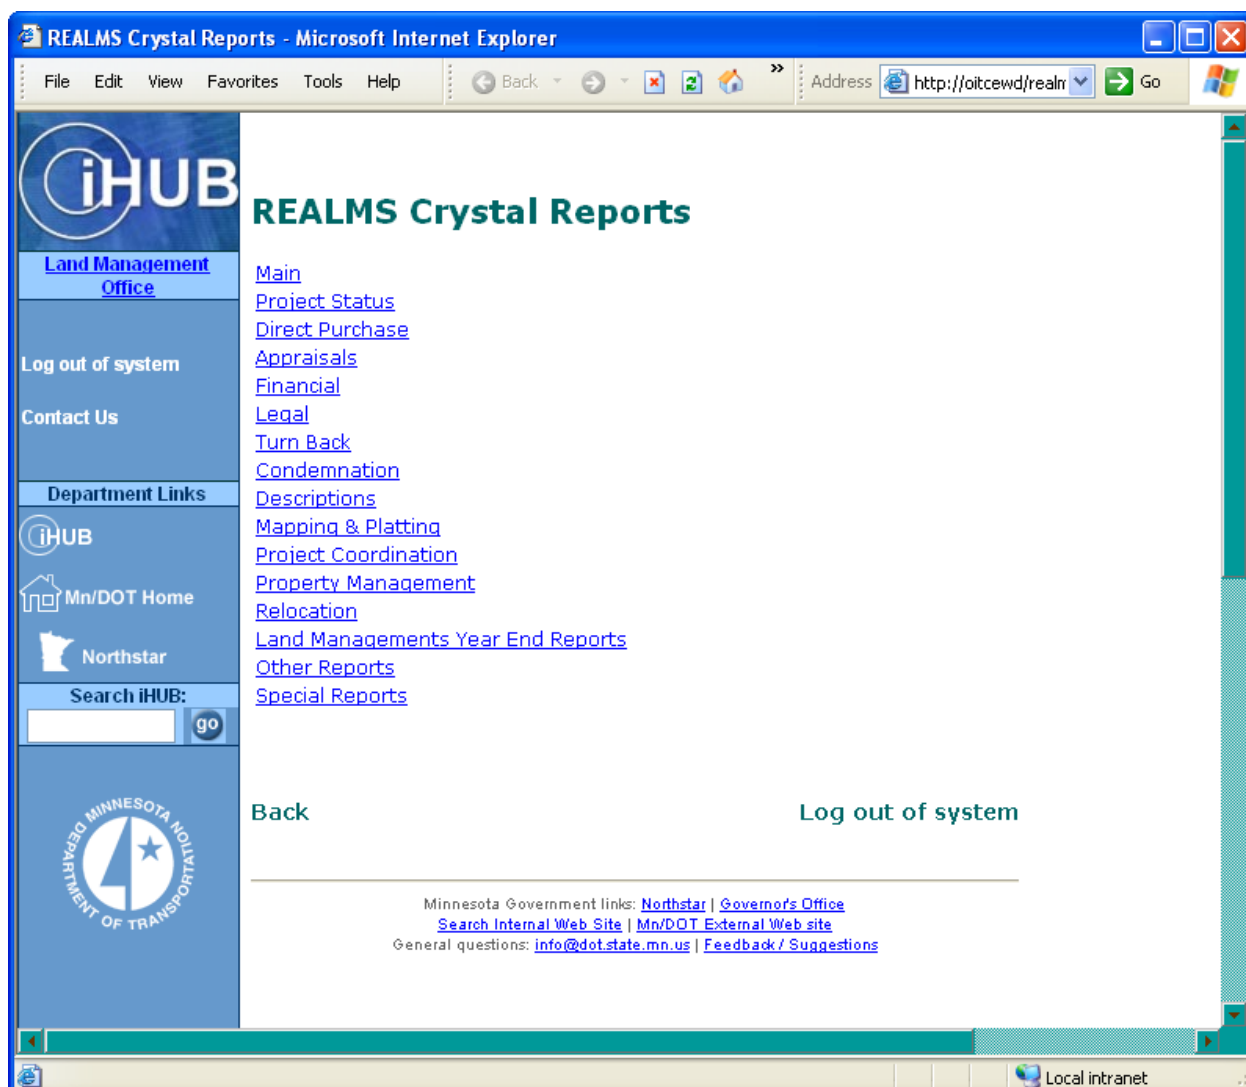 REALMS Crystal Reports - Microsoft Internet Explorer
File Edit View Favorites Tools Help Back » Address http://oitcewd/realm Go
iHUB
Land Management
Office
Log out of system
Contact Us
Department Links
iHUB
Mn/DOT Home
Northstar
Search iHUB:
go
MINNESOTA DEPARTMENT OF TRANSPORTATION
REALMS Crystal Reports
Main
Project Status
Direct Purchase
Appraisals
Financial
Legal
Turn Back
Condemnation
Descriptions
Mapping & Platting
Project Coordination
Property Management
Relocation
Land Managements Year End Reports
Other Reports
Special Reports
Back Log out of system
Minnesota Government links: Northstar | Governor's Office
Search Internal Web Site | Mn/DOT External Web site
General questions: info@dot.state.mn.us | Feedback / Suggestions
Local intranet